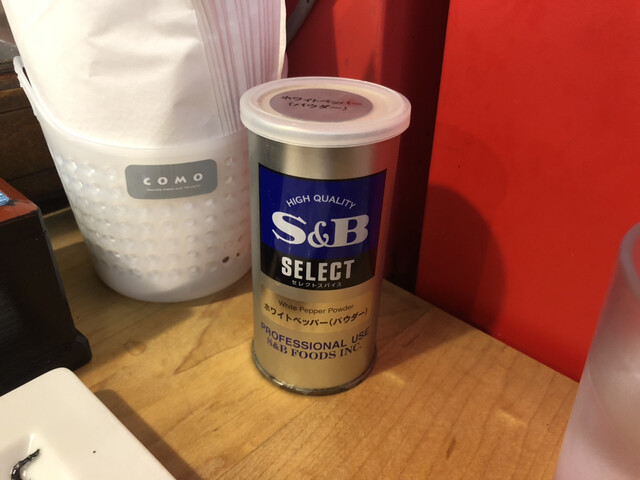 ホワイトペッパー
(パウダー)
COMO
HIGH QUALITY
S&B
SELECT
セレクトスパイス
White Pepper Powder
ホワイトペッパー(パウダー)
PROFESSIONAL USE
S&B FOODS INC.